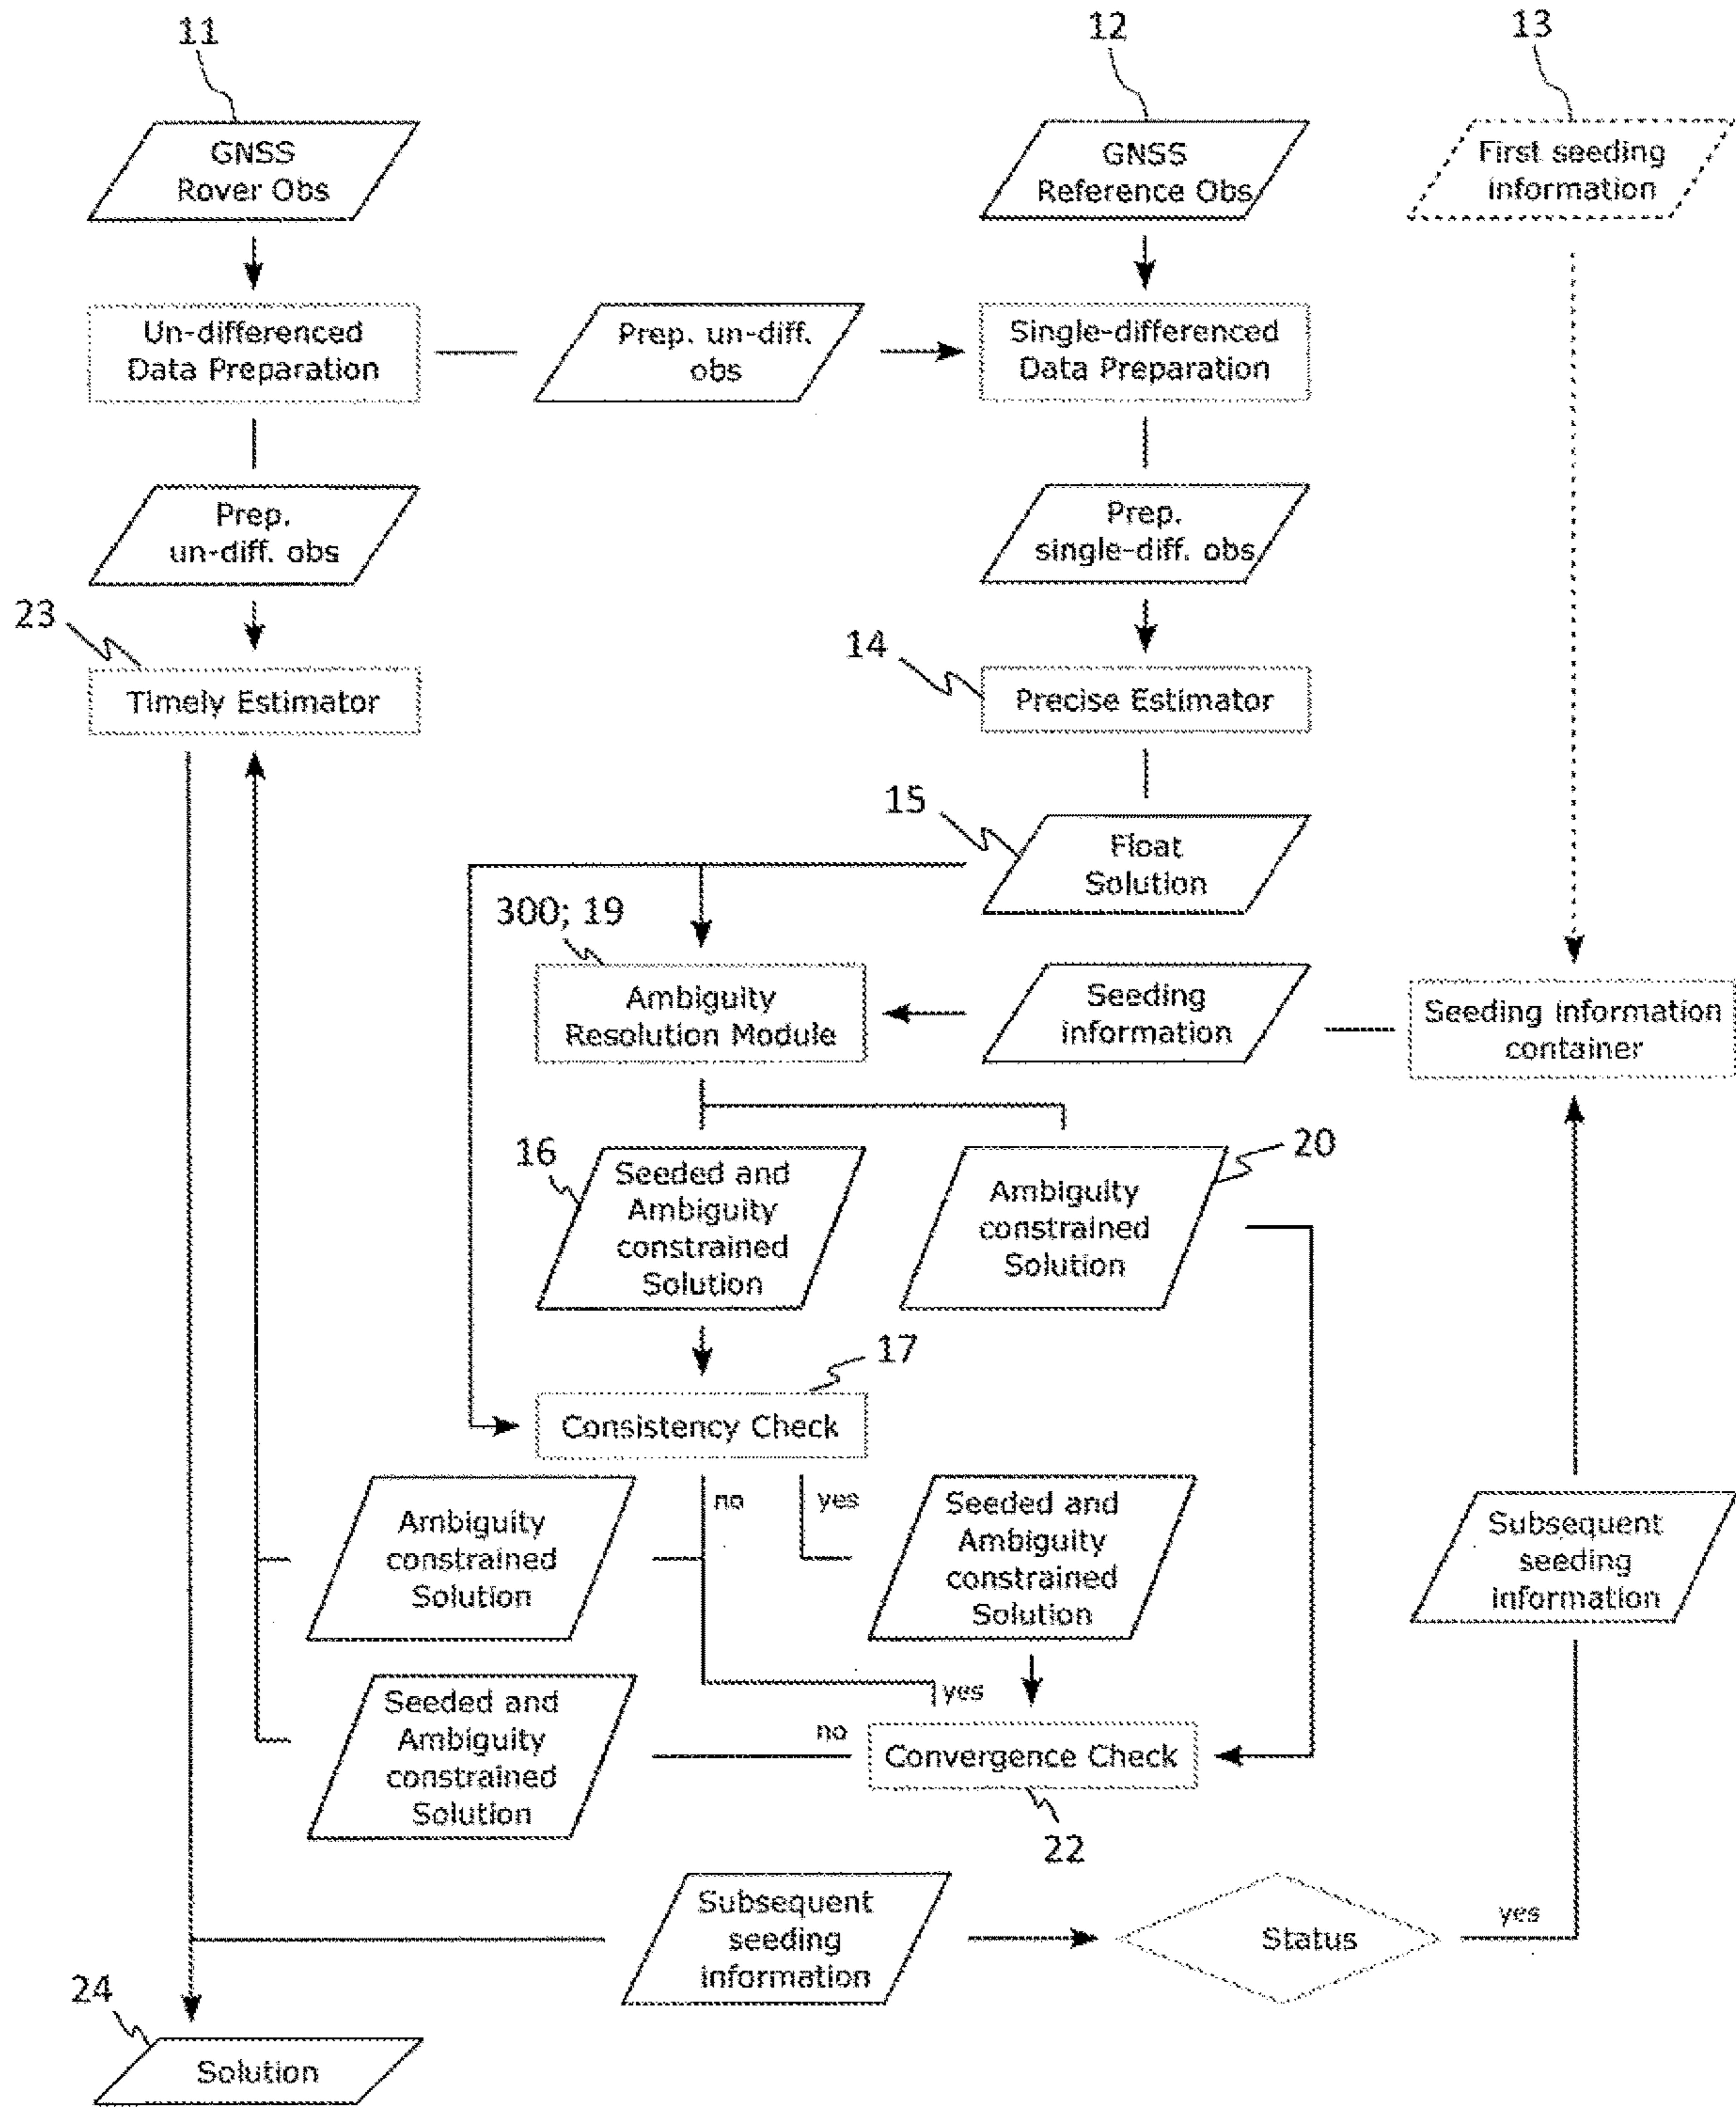 11
12
13
GNSS
Rover Obs
GNSS
Reference Obs
First seeding
information
Un-differenced
Data Preparation
Prep. un-diff.
obs
Single-differenced
Data Preparation
Prep.
un-diff. obs
Prep.
single-diff. obs
23
Timely Estimator
14
Precise Estimator
15
Float
Solution
300; 19
Ambiguity
Resolution Module
Seeding
information
Seeding information
container
16
Seeded and
Ambiguity
constrained
Solution
Ambiguity
constrained
Solution
20
17
Consistency Check
no
yes
Ambiguity
constrained
Solution
Seeded and
Ambiguity
constrained
Solution
Subsequent
seeding
information
yes
Seeded and
Ambiguity
constrained
Solution
no
Convergence Check
22
Subsequent
seeding
information
Status
yes
24
Solution